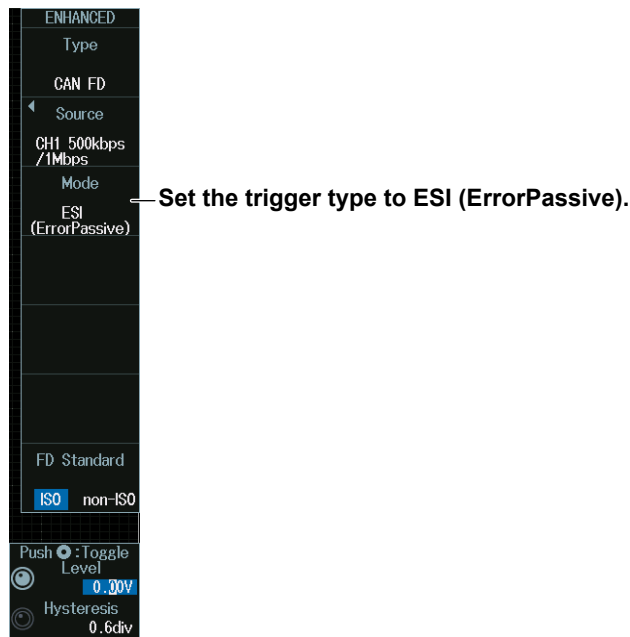 ENHANCED
Type
CAN FD
Source
CH1 500kbps
/1Mbps
Mode
ESI
(ErrorPassive)
Set the trigger type to ESI (ErrorPassive).
FD Standard
ISO non-ISO
Push :Toggle
Level
0.00V
Hysteresis
0.6div